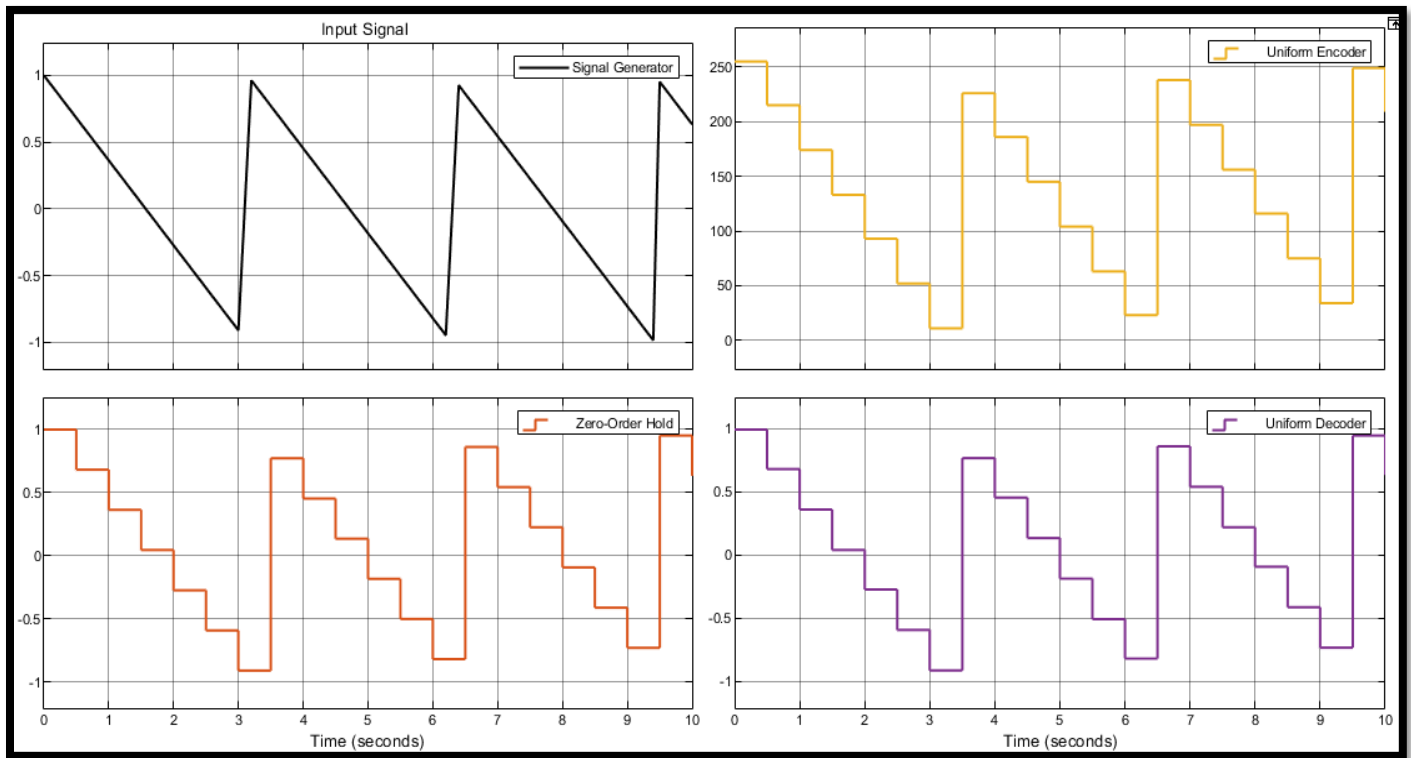 Input Signal
Signal Generator
1
0.5
0
-0.5
-1
Uniform Encoder
250
200
150
100
50
0
Zero-Order Hold
1
0.5
0
-0.5
-1
0 1 2 3 4 5 6 7 8 9 10
Time (seconds)
Uniform Decoder
1
0.5
0
-0.5
-1
0 1 2 3 4 5 6 7 8 9 10
Time (seconds)